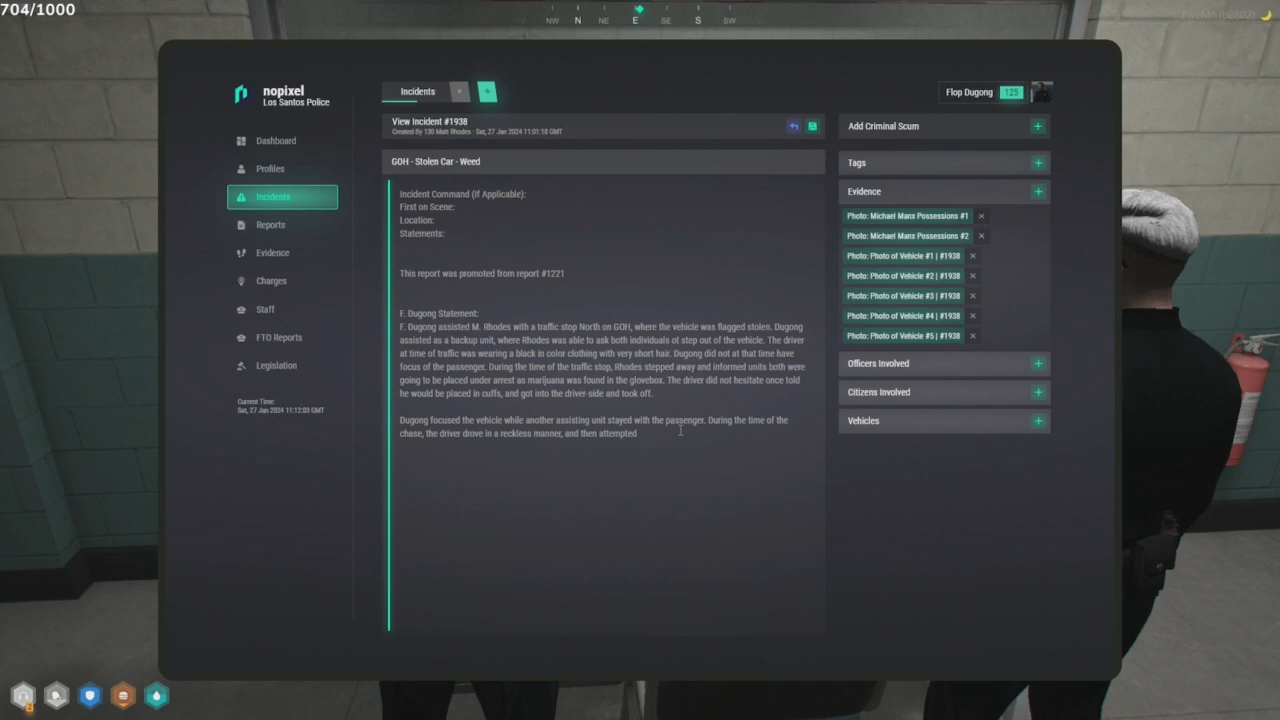 704/1000
NW N NE E SE S SW
nopixel
Los Santos Police
Dashboard
Profiles
Incidents
Reports
Evidence
Charges
Staff
FTO Reports
Legislation
Current Time:
Sat, 27 Jan 2024 11:12:03 GMT
Incidents
Flop Dugong 125
View Incident #1938
Created By 130 Matt Rhodes - Sat, 27 Jan 2024 11:01:18 GMT
GOH - Stolen Car - Weed
Incident Command (If Applicable):
First on Scene:
Location:
Statements:
This report was promoted from report #1221
F. Dugong Statement:
F. Dugong assisted M. Rhodes with a traffic stop North on GOH, where the vehicle was flagged stolen. Dugong
assisted as a backup unit, where Rhodes was able to ask both individuals ot step out of the vehicle. The driver
at time of traffic was wearing a black in color clothing with very short hair. Dugong did not at that time have
focus of the passenger. During the time of the traffic stop, Rhodes stepped away and informed units both were
going to be placed under arrest as marijuana was found in the glovebox. The driver did not hesitate once told
he would be placed in cuffs, and got into the driver-side and took off.
Dugong focused the vehicle while another assisting unit stayed with the passenger. During the time of the
chase, the driver drove in a reckless manner, and then attempted
Add Criminal Scum
Tags
Evidence
Photo: Michael Manx Possessions #1
Photo: Michael Manx Possessions #2
Photo: Photo of Vehicle #1 | #1938
Photo: Photo of Vehicle #2 | #1938
Photo: Photo of Vehicle #3 | #1938
Photo: Photo of Vehicle #4 | #1938
Photo: Photo of Vehicle #5 | #1938
Officers Involved
Citizens Involved
Vehicles